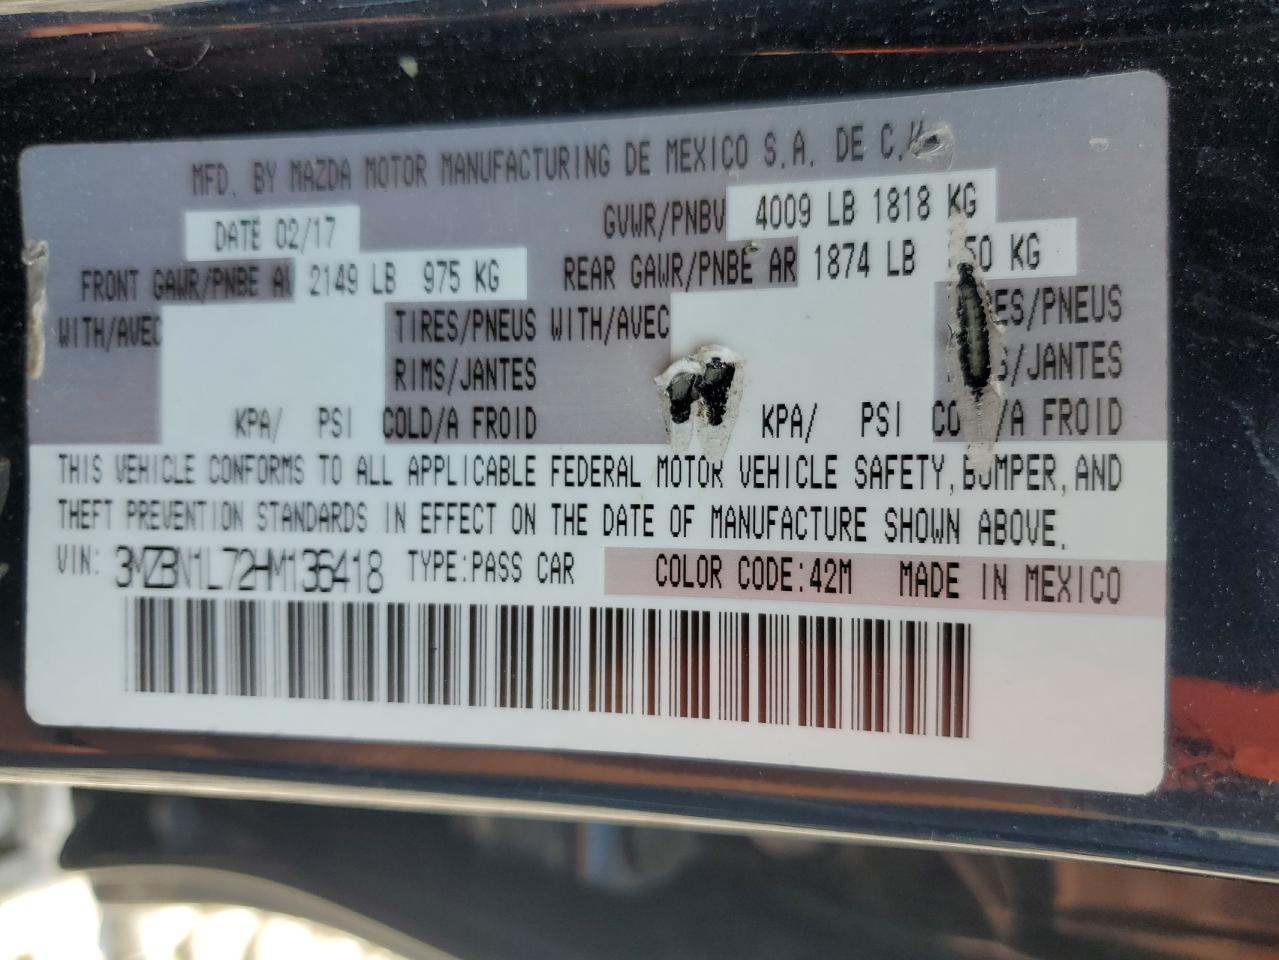 MFD. BY MAZDA MOTOR MANUFACTURING DE MEXICO S.A. DE C.V.
DATE 02/17 GVWR/PNBV 4009 LB 1818 KG
FRONT GAWR/PNBE AV 2149 LB 975 KG REAR GAWR/PNBE AR 1874 LB 50 KG
WITH/AVEC TIRES/PNEUS WITH/AVEC ES/PNEUS
RIMS/JANTES /JANTES
KPA/ PSI COLD/A FROID KPA/ PSI CO /A FROID
THIS VEHICLE CONFORMS TO ALL APPLICABLE FEDERAL MOTOR VEHICLE SAFETY, BUMPER, AND
THEFT PREVENTION STANDARDS IN EFFECT ON THE DATE OF MANUFACTURE SHOWN ABOVE.
VIN: 3MZBN1L72HM136418 TYPE:PASS CAR COLOR CODE:42M MADE IN MEXICO